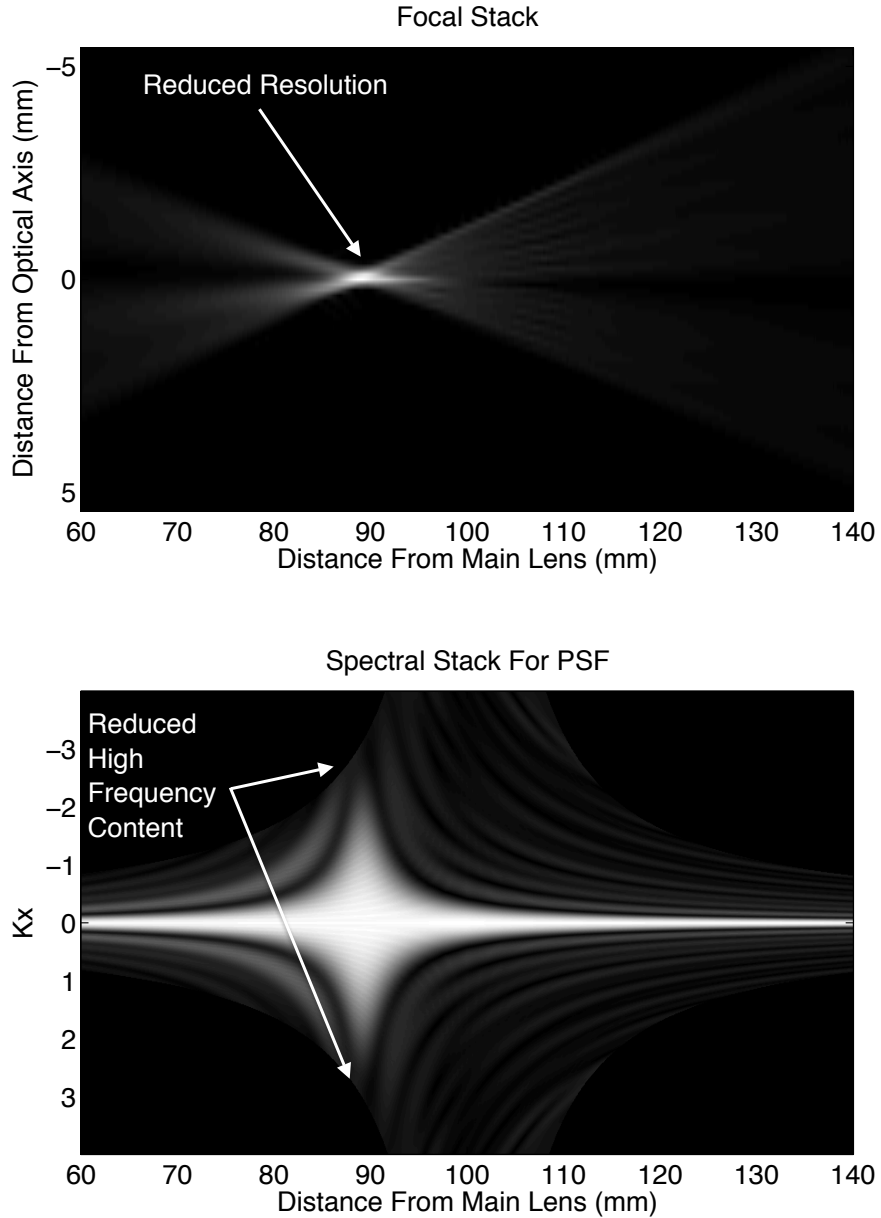 Focal Stack
−5
Reduced Resolution
0
5
Distance From Optical Axis (mm)
60 70 80 90 100 110 120 130 140
Distance From Main Lens (mm)
Spectral Stack For PSF
Reduced
High
Frequency
Content
−3
−2
−1
0
1
2
3
Kx
60 70 80 90 100 110 120 130 140
Distance From Main Lens (mm)